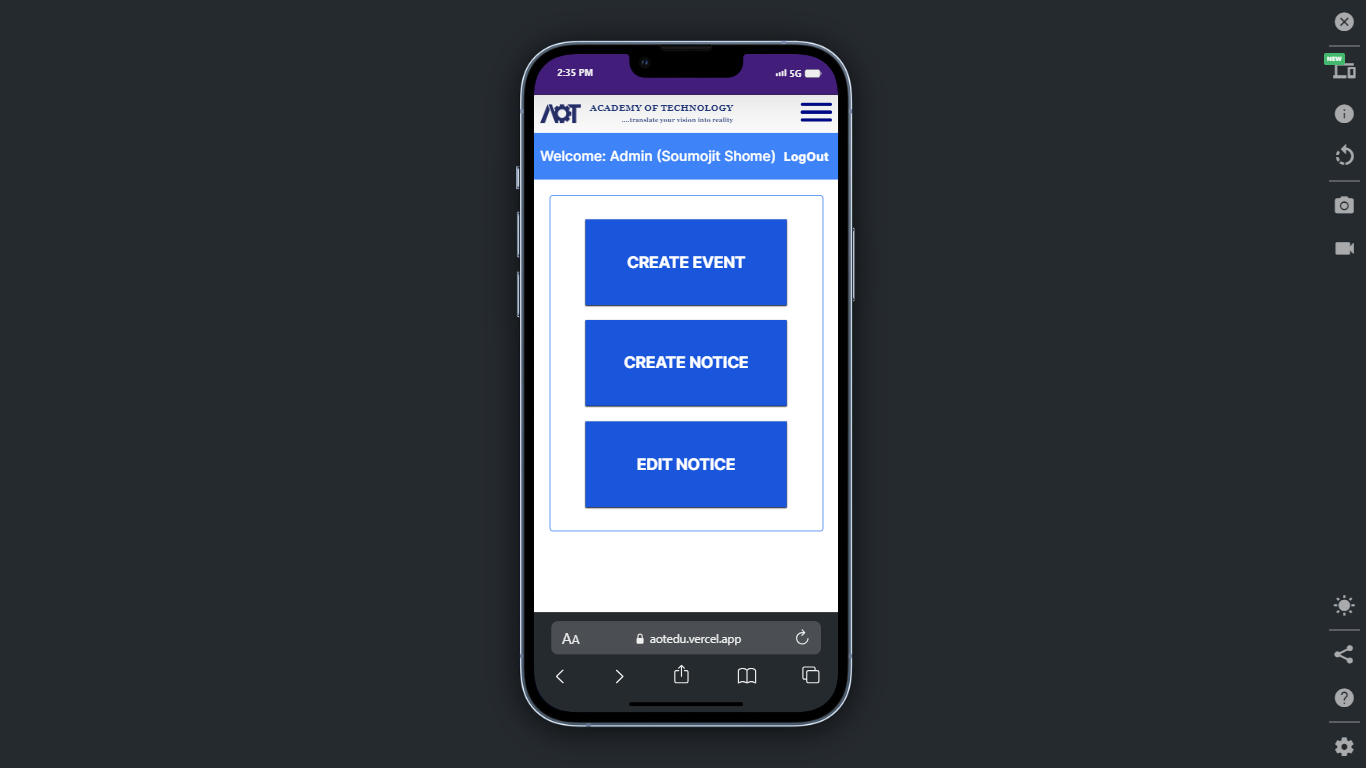 2:35 PM
5G
NEW
AOT ACADEMY OF TECHNOLOGY
....translate your vision into reality
Welcome: Admin (Soumojit Shome) LogOut
CREATE EVENT
CREATE NOTICE
EDIT NOTICE
AA aotedu.vercel.app